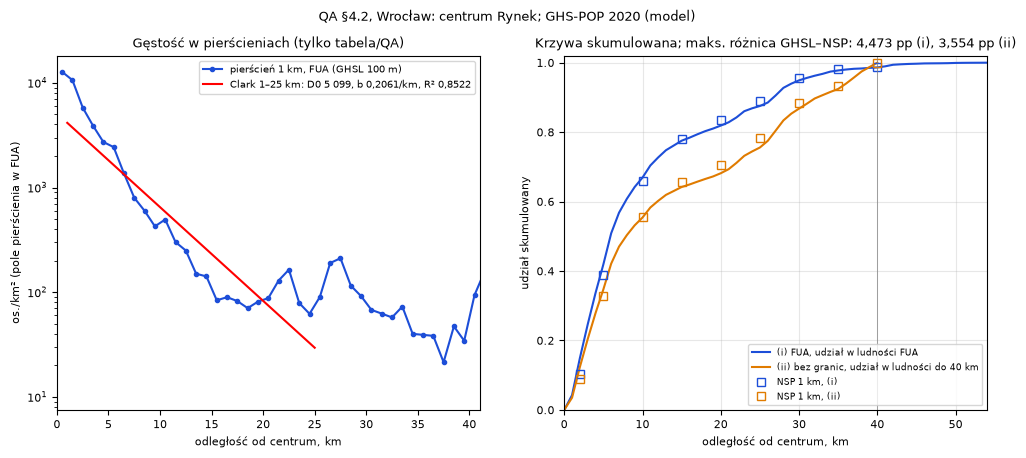 QA §4.2, Wrocław: centrum Rynek; GHS-POP 2020 (model)
Gęstość w pierścieniach (tylko tabela/QA)
pierścień 1 km, FUA (GHSL 100 m)
Clark 1–25 km: D0 5 099, b 0,2061/km, R² 0,8522
os./km² (pole pierścienia w FUA)
10⁴
10³
10²
10¹
0 5 10 15 20 25 30 35 40
odległość od centrum, km
Krzywa skumulowana; maks. różnica GHSL–NSP: 4,473 pp (i), 3,554 pp (ii)
udział skumulowany
1.0
0.8
0.6
0.4
0.2
0.0
(i) FUA, udział w ludności FUA
(ii) bez granic, udział w ludności do 40 km
NSP 1 km, (i)
NSP 1 km, (ii)
0 10 20 30 40 50
odległość od centrum, km